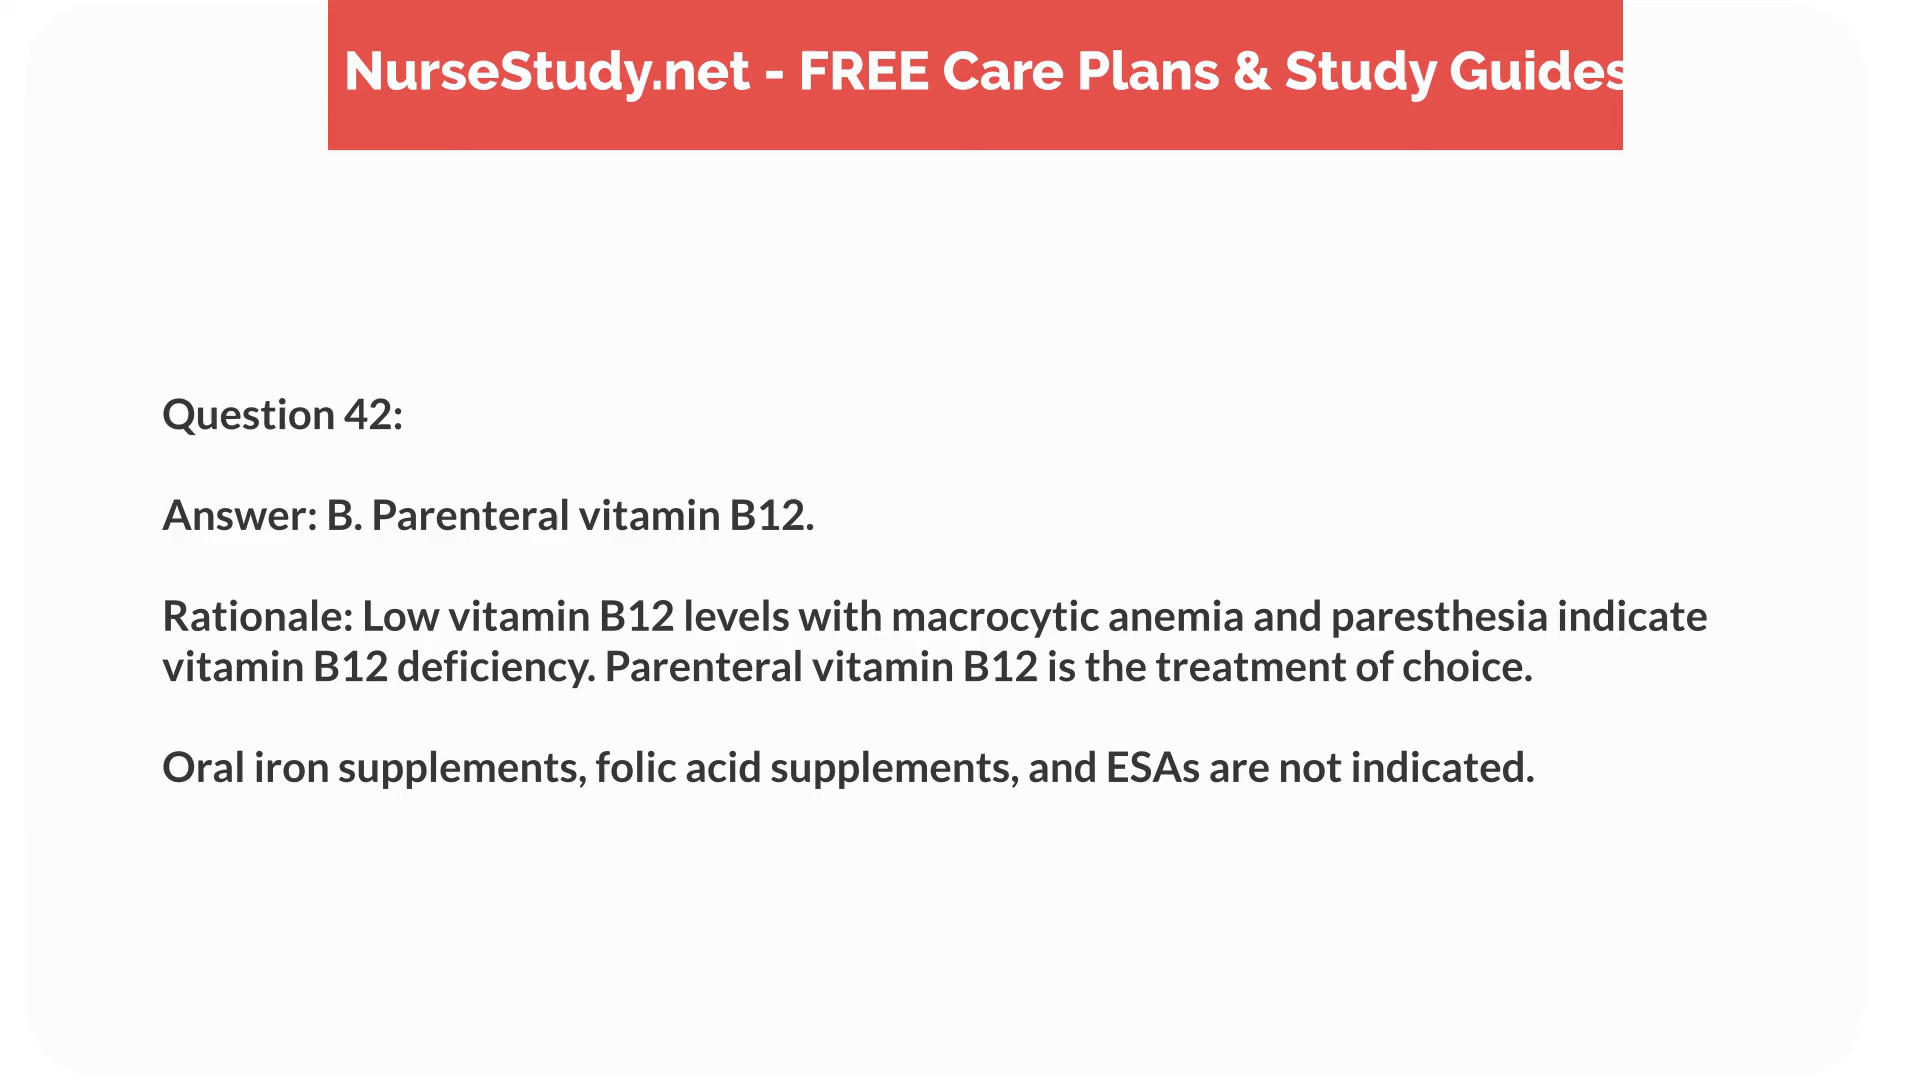 NurseStudy.net - FREE Care Plans & Study Guides
Question 42:
Answer: B. Parenteral vitamin B12.
Rationale: Low vitamin B12 levels with macrocytic anemia and paresthesia indicate
vitamin B12 deficiency. Parenteral vitamin B12 is the treatment of choice.
Oral iron supplements, folic acid supplements, and ESAs are not indicated.